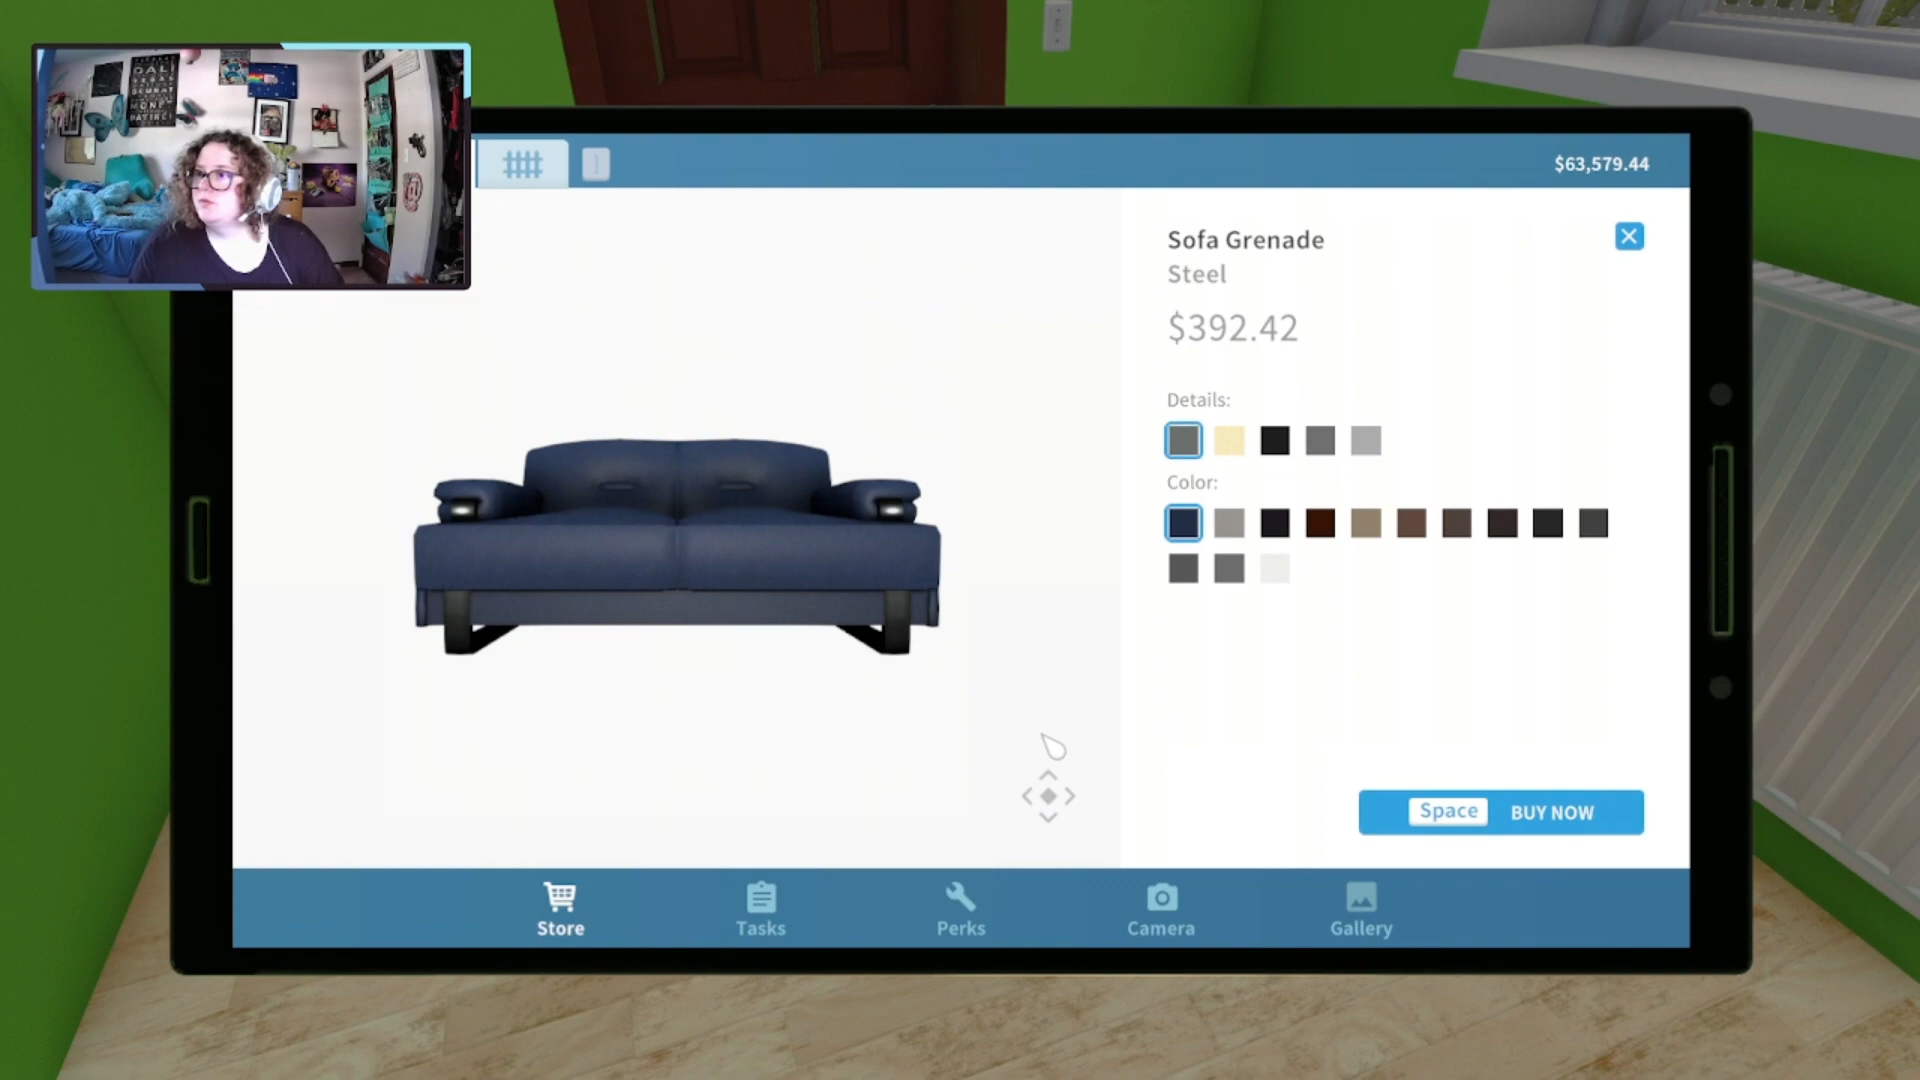 $63,579.44
Sofa Grenade
Steel
$392.42
Details:
Color:
Space BUY NOW
Store Tasks Perks Camera Gallery